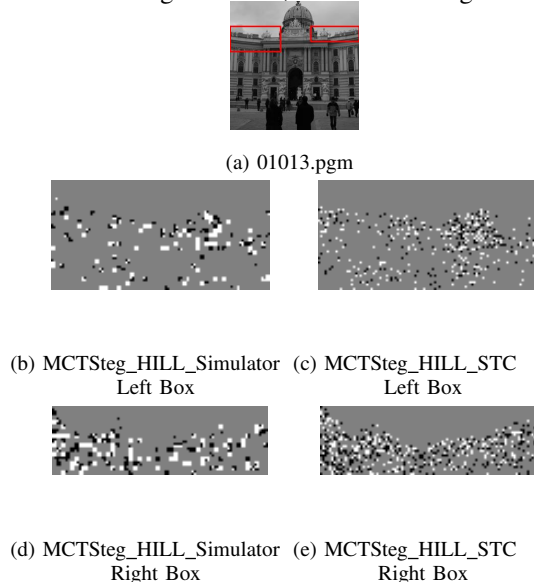 (a) 01013.pgm
(b) MCTSteg_HILL_Simulator
Left Box
(c) MCTSteg_HILL_STC
Left Box
(d) MCTSteg_HILL_Simulator
Right Box
(e) MCTSteg_HILL_STC
Right Box